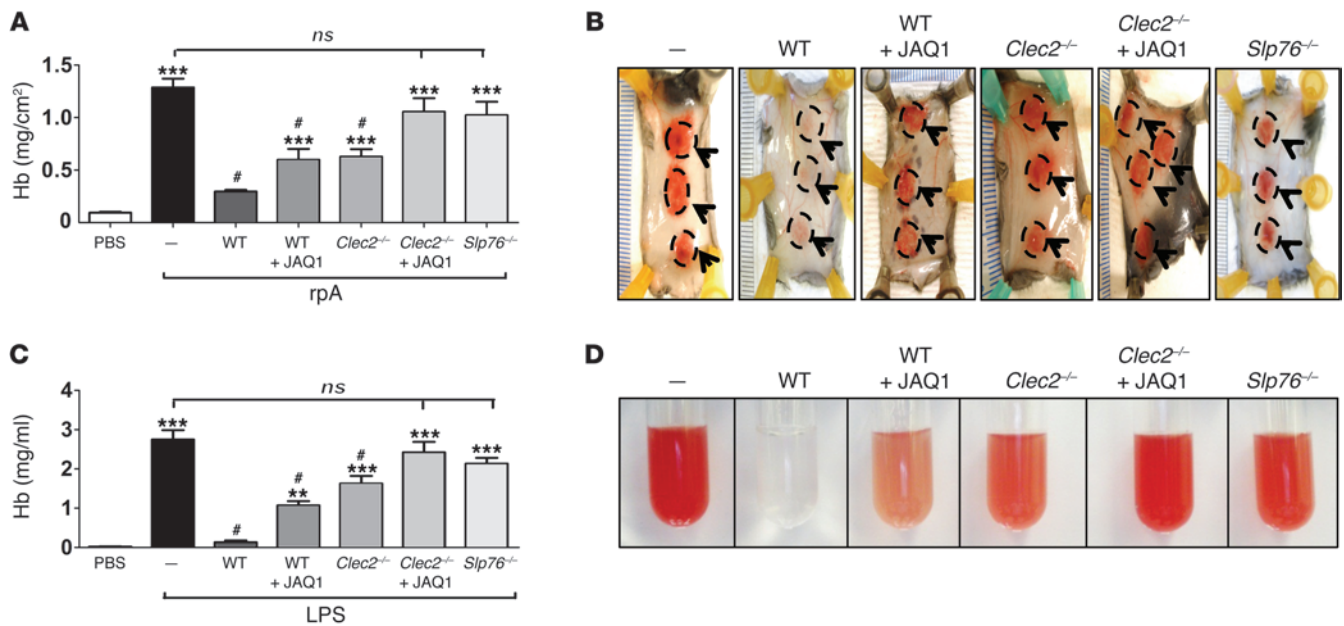 A
ns
1.5
1.0
0.5
0
Hb (mg/cm²)
***
#
# ***
# ***
***
***
PBS — WT WT + JAQ1 Clec2⁻/⁻ Clec2⁻/⁻ + JAQ1 Slp76⁻/⁻
rpA
B
— WT WT + JAQ1 Clec2⁻/⁻ Clec2⁻/⁻ + JAQ1 Slp76⁻/⁻
C
ns
4
3
2
1
0
Hb (mg/ml)
***
#
# **
# ***
***
***
PBS — WT WT + JAQ1 Clec2⁻/⁻ Clec2⁻/⁻ + JAQ1 Slp76⁻/⁻
LPS
D
— WT WT + JAQ1 Clec2⁻/⁻ Clec2⁻/⁻ + JAQ1 Slp76⁻/⁻